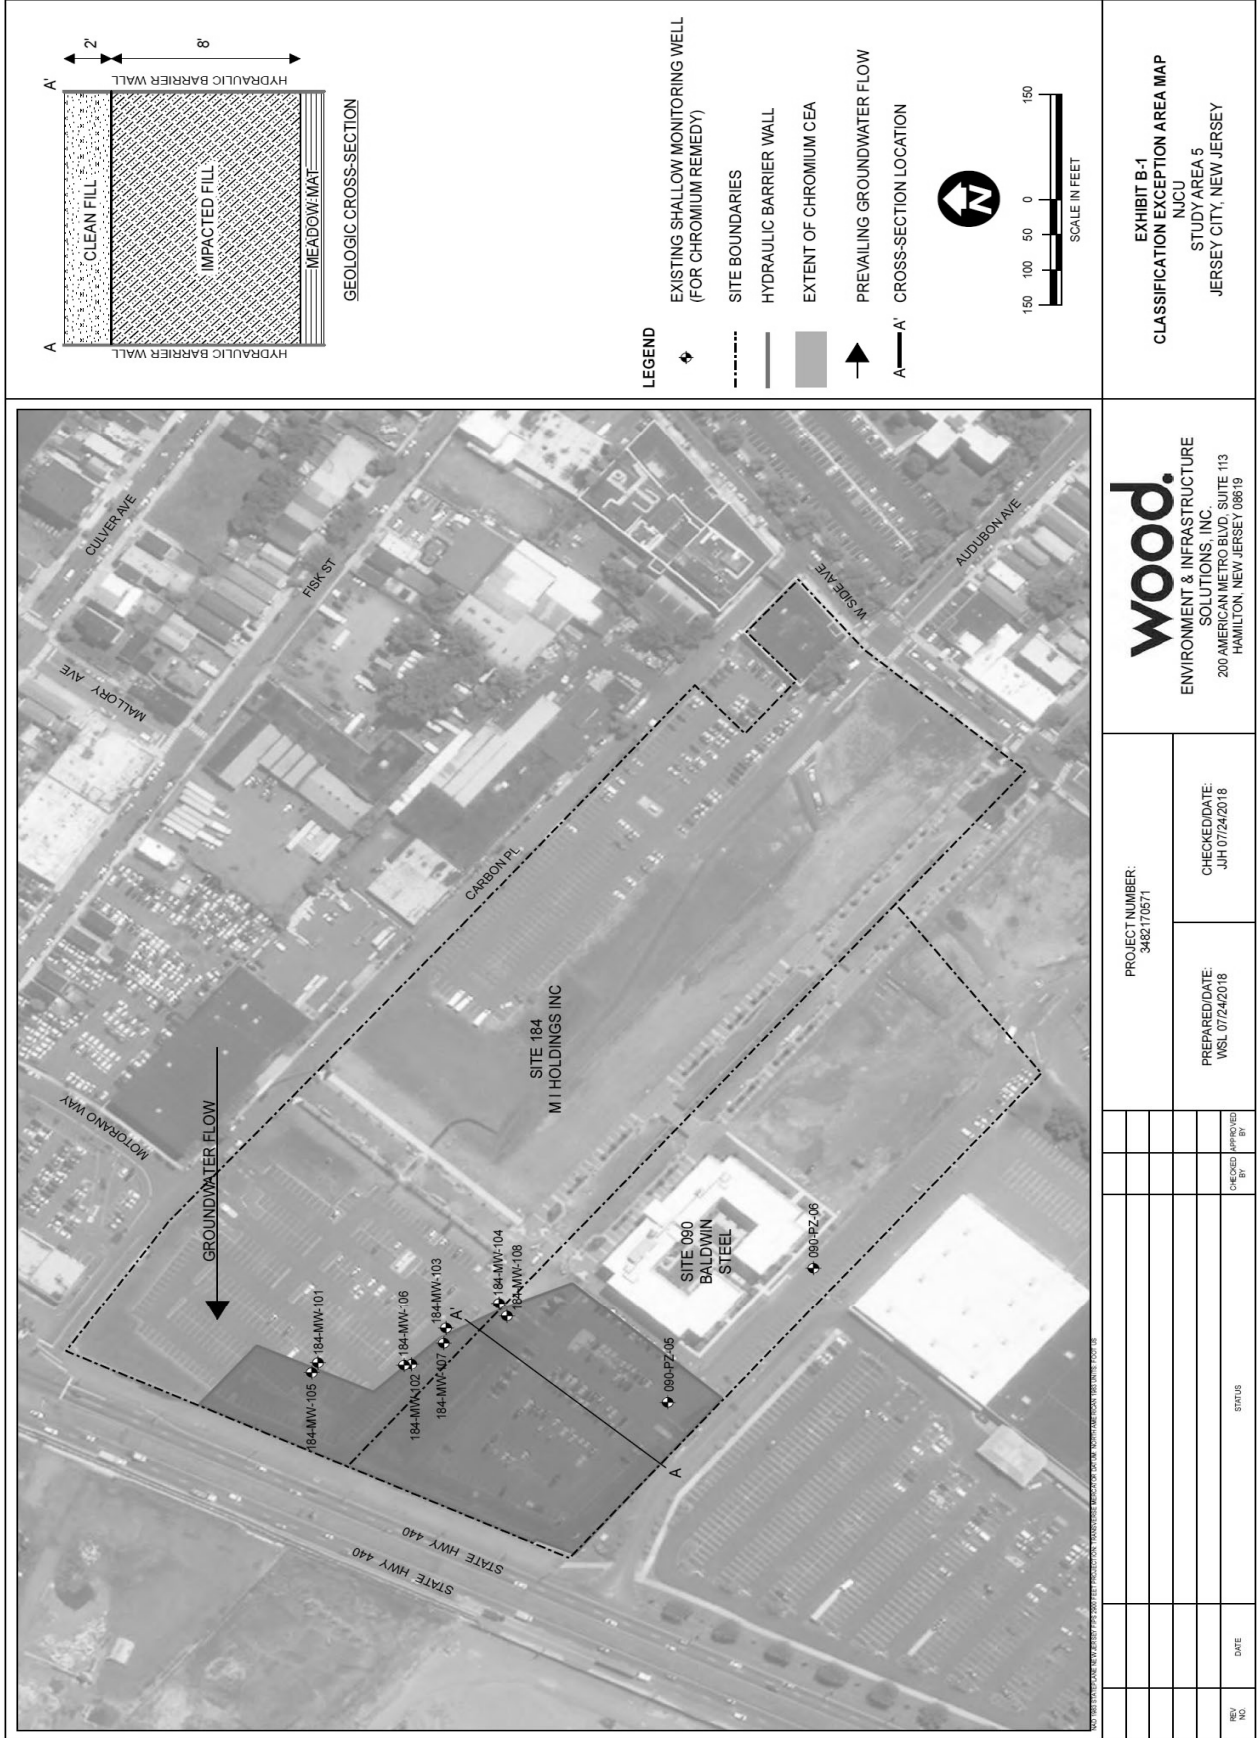 A
A'
2'
8'
HYDRAULIC BARRIER WALL
HYDRAULIC BARRIER WALL
CLEAN FILL
IMPACTED FILL
MEADOW MAT
GEOLOGIC CROSS-SECTION
LEGEND
EXISTING SHALLOW MONITORING WELL
(FOR CHROMIUM REMEDY)
SITE BOUNDARIES
HYDRAULIC BARRIER WALL
EXTENT OF CHROMIUM CEA
PREVAILING GROUNDWATER FLOW
A A' CROSS-SECTION LOCATION
N
150 100 50 0 150
SCALE IN FEET
EXHIBIT B-1
CLASSIFICATION EXCEPTION AREA MAP
NJCU
STUDY AREA 5
JERSEY CITY, NEW JERSEY
CULVER AVE
MALLORY AVE
FISK ST
MOTORANO WAY
CARBON PL
W SIDE AVE
AUDUBON AVE
GROUNDWATER FLOW
SITE 184
M I HOLDINGS INC
SITE 090
BALDWIN
STEEL
184-MW-105
184-MW-101
184-MW-106
184-MW-102
184-MW-103
184-MW-107
184-MW-104
184-MW-108
A'
A
090-PZ-05
090-PZ-06
STATE HWY 440
STATE HWY 440
wood.
ENVIRONMENT & INFRASTRUCTURE
SOLUTIONS, INC.
200 AMERICAN METRO BLVD, SUITE 113
HAMILTON, NEW JERSEY 08619
PROJECT NUMBER:
3482170571
PREPARED/DATE:
WSL 07/24/2018
CHECKED/DATE:
JJH 07/24/2018
REV NO.
DATE
STATUS
CHECKED BY
APPROVED BY